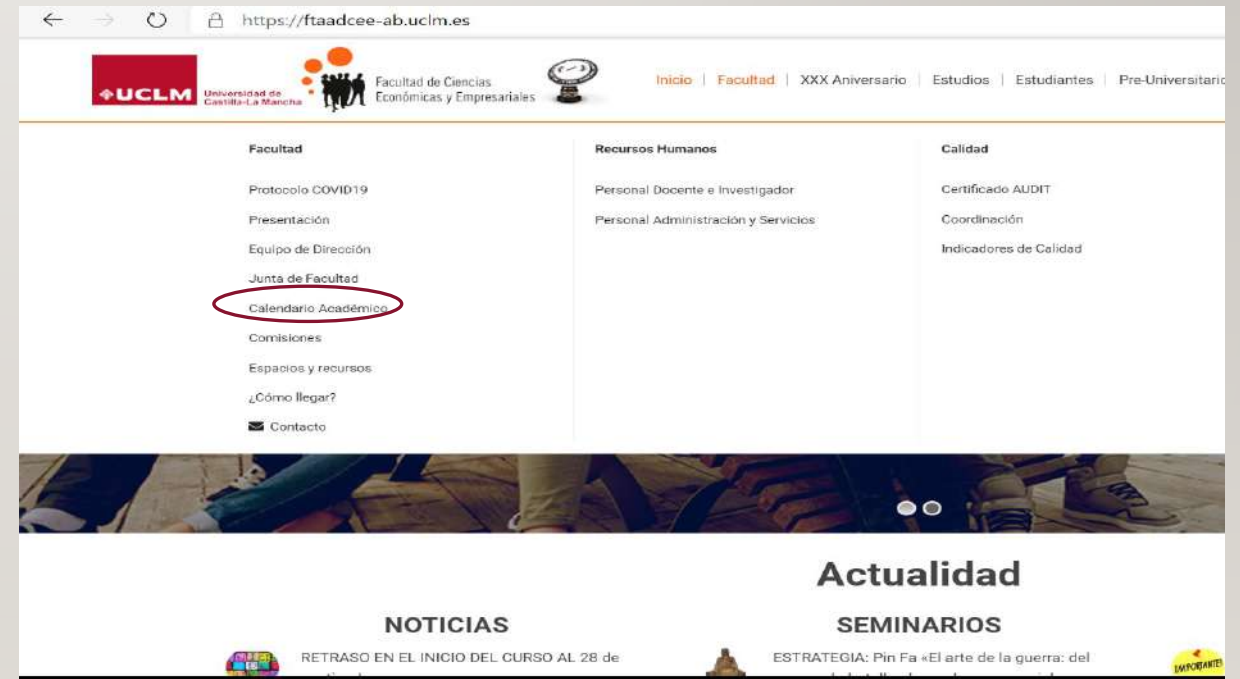 https://ftaadcee-ab.uclm.es
UCLM
Universidad de
Castilla-La Mancha
Facultad de Ciencias
Económicas y Empresariales
Inicio | Facultad | XXX Aniversario | Estudios | Estudiantes | Pre-Universitario
Facultad
Protocolo COVID19
Presentación
Equipo de Dirección
Junta de Facultad
Calendario Académico
Comisiones
Espacios y recursos
¿Cómo llegar?
Contacto
Recursos Humanos
Personal Docente e Investigador
Personal Administración y Servicios
Calidad
Certificado AUDIT
Coordinación
Indicadores de Calidad
Actualidad
NOTICIAS
RETRASO EN EL INICIO DEL CURSO AL 28 de
SEMINARIOS
ESTRATEGIA: Pin Fa «El arte de la guerra: del
IMPORTANTE